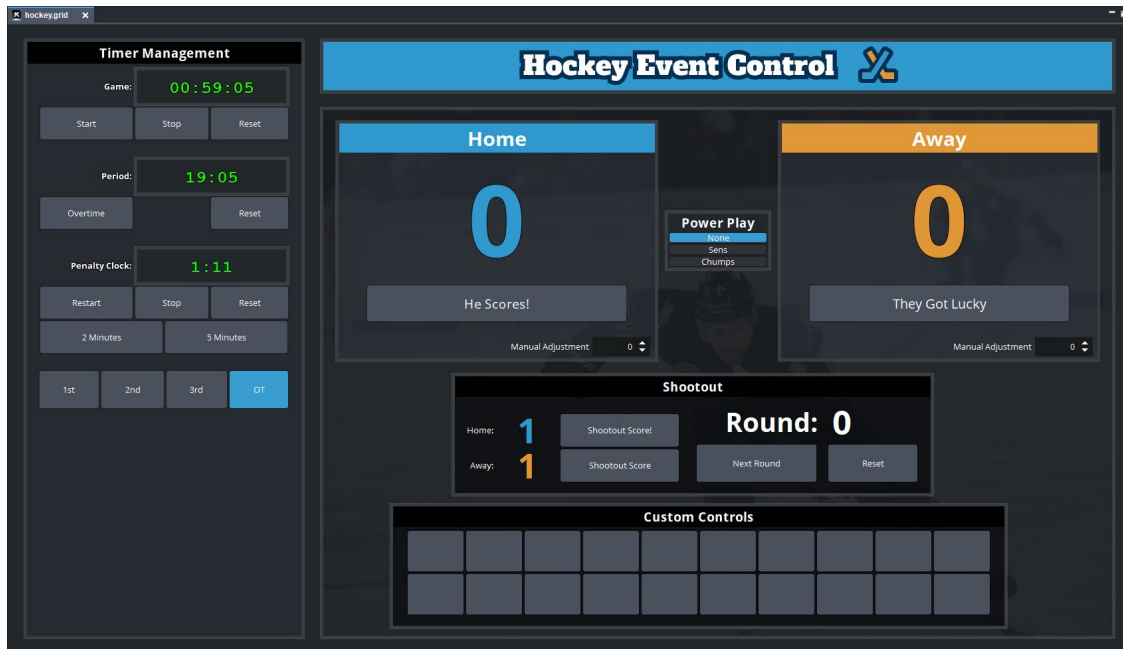 hockey.grid x
Timer Management
Game: 00:59:05
Start Stop Reset
Period: 19:05
Overtime Reset
Penalty Clock: 1:11
Restart Stop Reset
2 Minutes 5 Minutes
1st 2nd 3rd OT
Hockey Event Control
Home
0
He Scores!
Manual Adjustment 0
Power Play
None
Sens
Chumps
Away
0
They Got Lucky
Manual Adjustment 0
Shootout
Home: 1 Shootout Score!
Away: 1 Shootout Score
Round: 0
Next Round Reset
Custom Controls